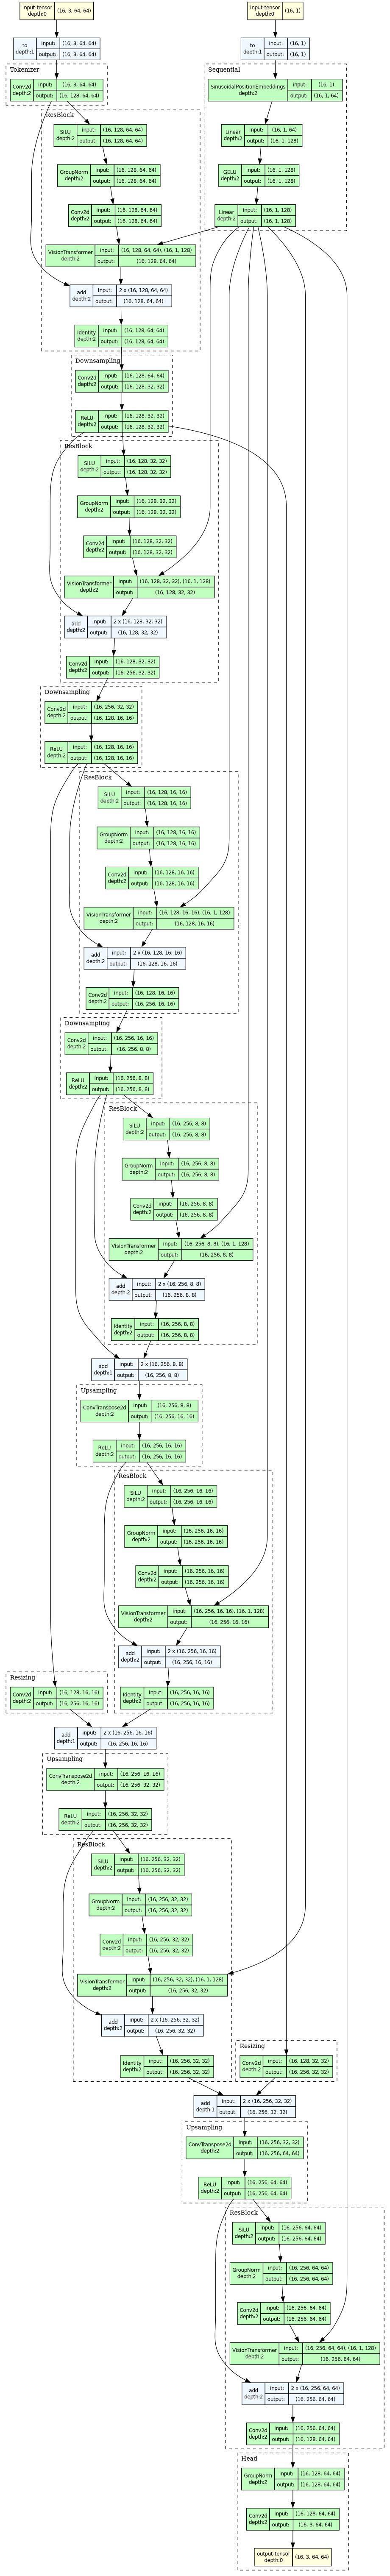 input-tensor
depth:0 (16, 3, 64, 64)
input-tensor
depth:0 (16, 1)
to input: (16, 3, 64, 64)
depth:1 output: (16, 3, 64, 64)
to input: (16, 1)
depth:1 output: (16, 1)
Tokenizer
Conv2d input: (16, 3, 64, 64)
depth:2 output: (16, 128, 64, 64)
Sequential
SinusoidalPositionEmbeddings input: (16, 1)
depth:2 output: (16, 1, 64)
Linear input: (16, 1, 64)
depth:2 output: (16, 1, 128)
GELU input: (16, 1, 128)
depth:2 output: (16, 1, 128)
Linear input: (16, 1, 128)
depth:2 output: (16, 1, 128)
ResBlock
SiLU input: (16, 128, 64, 64)
depth:2 output: (16, 128, 64, 64)
GroupNorm input: (16, 128, 64, 64)
depth:2 output: (16, 128, 64, 64)
Conv2d input: (16, 128, 64, 64)
depth:2 output: (16, 128, 64, 64)
VisionTransformer input: (16, 128, 64, 64), (16, 1, 128)
depth:2 output: (16, 128, 64, 64)
add input: 2 x (16, 128, 64, 64)
depth:2 output: (16, 128, 64, 64)
Identity input: (16, 128, 64, 64)
depth:2 output: (16, 128, 64, 64)
Downsampling
Conv2d input: (16, 128, 64, 64)
depth:2 output: (16, 128, 32, 32)
ReLU input: (16, 128, 32, 32)
depth:2 output: (16, 128, 32, 32)
ResBlock
SiLU input: (16, 128, 32, 32)
depth:2 output: (16, 128, 32, 32)
GroupNorm input: (16, 128, 32, 32)
depth:2 output: (16, 128, 32, 32)
Conv2d input: (16, 128, 32, 32)
depth:2 output: (16, 128, 32, 32)
VisionTransformer input: (16, 128, 32, 32), (16, 1, 128)
depth:2 output: (16, 128, 32, 32)
add input: 2 x (16, 128, 32, 32)
depth:2 output: (16, 128, 32, 32)
Conv2d input: (16, 128, 32, 32)
depth:2 output: (16, 256, 32, 32)
Downsampling
Conv2d input: (16, 256, 32, 32)
depth:2 output: (16, 128, 16, 16)
ReLU input: (16, 128, 16, 16)
depth:2 output: (16, 128, 16, 16)
ResBlock
SiLU input: (16, 128, 16, 16)
depth:2 output: (16, 128, 16, 16)
GroupNorm input: (16, 128, 16, 16)
depth:2 output: (16, 128, 16, 16)
Conv2d input: (16, 128, 16, 16)
depth:2 output: (16, 128, 16, 16)
VisionTransformer input: (16, 128, 16, 16), (16, 1, 128)
depth:2 output: (16, 128, 16, 16)
add input: 2 x (16, 128, 16, 16)
depth:2 output: (16, 128, 16, 16)
Conv2d input: (16, 128, 16, 16)
depth:2 output: (16, 256, 16, 16)
Downsampling
Conv2d input: (16, 256, 16, 16)
depth:2 output: (16, 256, 8, 8)
ReLU input: (16, 256, 8, 8)
depth:2 output: (16, 256, 8, 8)
ResBlock
SiLU input: (16, 256, 8, 8)
depth:2 output: (16, 256, 8, 8)
GroupNorm input: (16, 256, 8, 8)
depth:2 output: (16, 256, 8, 8)
Conv2d input: (16, 256, 8, 8)
depth:2 output: (16, 256, 8, 8)
VisionTransformer input: (16, 256, 8, 8), (16, 1, 128)
depth:2 output: (16, 256, 8, 8)
add input: 2 x (16, 256, 8, 8)
depth:2 output: (16, 256, 8, 8)
Identity input: (16, 256, 8, 8)
depth:2 output: (16, 256, 8, 8)
add input: 2 x (16, 256, 8, 8)
depth:1 output: (16, 256, 8, 8)
Upsampling
ConvTranspose2d input: (16, 256, 8, 8)
depth:2 output: (16, 256, 16, 16)
ReLU input: (16, 256, 16, 16)
depth:2 output: (16, 256, 16, 16)
ResBlock
SiLU input: (16, 256, 16, 16)
depth:2 output: (16, 256, 16, 16)
GroupNorm input: (16, 256, 16, 16)
depth:2 output: (16, 256, 16, 16)
Conv2d input: (16, 256, 16, 16)
depth:2 output: (16, 256, 16, 16)
VisionTransformer input: (16, 256, 16, 16), (16, 1, 128)
depth:2 output: (16, 256, 16, 16)
add input: 2 x (16, 256, 16, 16)
depth:2 output: (16, 256, 16, 16)
Identity input: (16, 256, 16, 16)
depth:2 output: (16, 256, 16, 16)
Resizing
Conv2d input: (16, 128, 16, 16)
depth:2 output: (16, 256, 16, 16)
add input: 2 x (16, 256, 16, 16)
depth:1 output: (16, 256, 16, 16)
Upsampling
ConvTranspose2d input: (16, 256, 16, 16)
depth:2 output: (16, 256, 32, 32)
ReLU input: (16, 256, 32, 32)
depth:2 output: (16, 256, 32, 32)
ResBlock
SiLU input: (16, 256, 32, 32)
depth:2 output: (16, 256, 32, 32)
GroupNorm input: (16, 256, 32, 32)
depth:2 output: (16, 256, 32, 32)
Conv2d input: (16, 256, 32, 32)
depth:2 output: (16, 256, 32, 32)
VisionTransformer input: (16, 256, 32, 32), (16, 1, 128)
depth:2 output: (16, 256, 32, 32)
add input: 2 x (16, 256, 32, 32)
depth:2 output: (16, 256, 32, 32)
Identity input: (16, 256, 32, 32)
depth:2 output: (16, 256, 32, 32)
Resizing
Conv2d input: (16, 128, 32, 32)
depth:2 output: (16, 256, 32, 32)
add input: 2 x (16, 256, 32, 32)
depth:1 output: (16, 256, 32, 32)
Upsampling
ConvTranspose2d input: (16, 256, 32, 32)
depth:2 output: (16, 256, 64, 64)
ReLU input: (16, 256, 64, 64)
depth:2 output: (16, 256, 64, 64)
ResBlock
SiLU input: (16, 256, 64, 64)
depth:2 output: (16, 256, 64, 64)
GroupNorm input: (16, 256, 64, 64)
depth:2 output: (16, 256, 64, 64)
Conv2d input: (16, 256, 64, 64)
depth:2 output: (16, 256, 64, 64)
VisionTransformer input: (16, 256, 64, 64), (16, 1, 128)
depth:2 output: (16, 256, 64, 64)
add input: 2 x (16, 256, 64, 64)
depth:2 output: (16, 256, 64, 64)
Conv2d input: (16, 256, 64, 64)
depth:2 output: (16, 128, 64, 64)
Head
GroupNorm input: (16, 128, 64, 64)
depth:2 output: (16, 128, 64, 64)
Conv2d input: (16, 128, 64, 64)
depth:2 output: (16, 3, 64, 64)
output-tensor
depth:0 (16, 3, 64, 64)